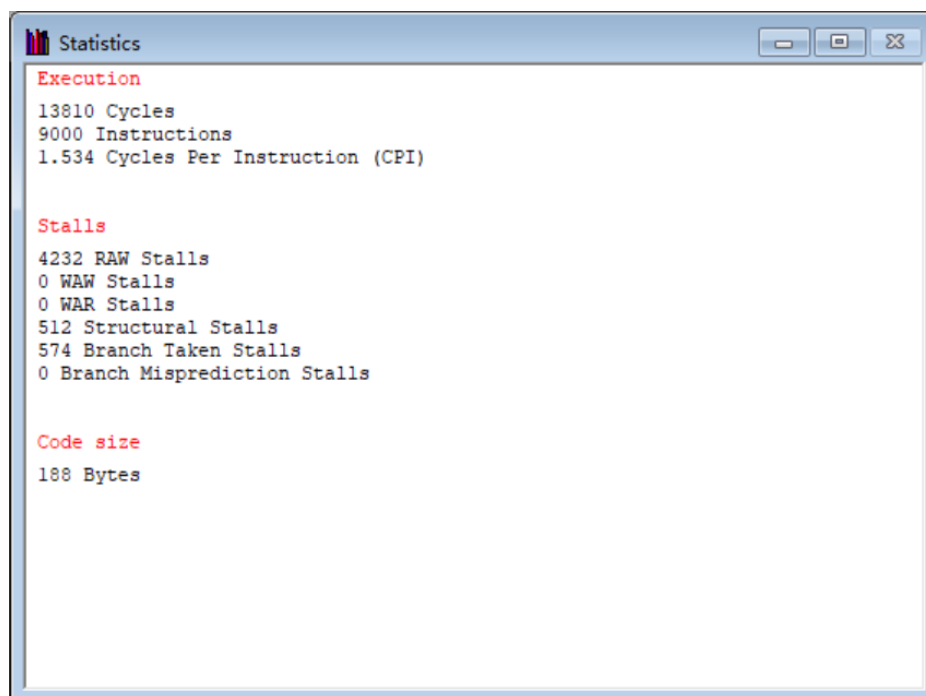 Statistics
Execution
13810 Cycles
9000 Instructions
1.534 Cycles Per Instruction (CPI)
Stalls
4232 RAW Stalls
0 WAW Stalls
0 WAR Stalls
512 Structural Stalls
574 Branch Taken Stalls
0 Branch Misprediction Stalls
Code size
188 Bytes